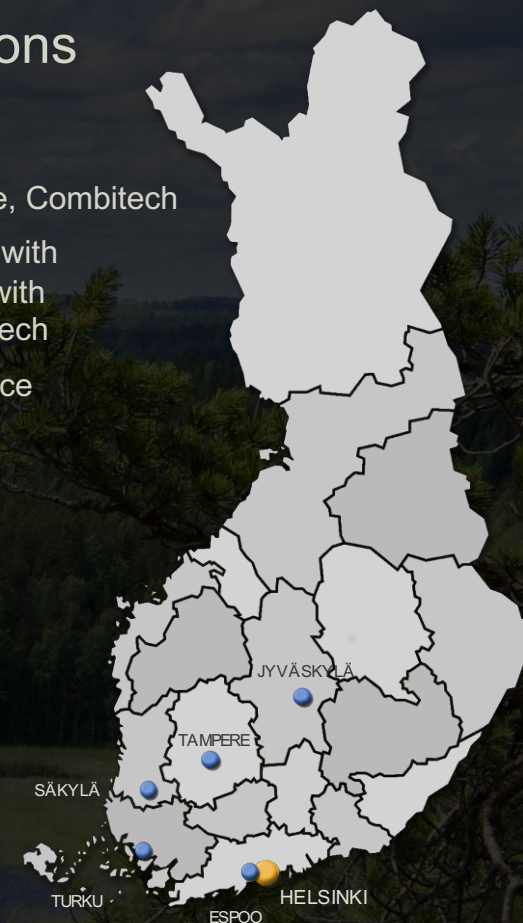 ons
e, Combitech
with
with
ech
ce
JYVÄSKYLÄ
TAMPERE
SÄKYLÄ
TURKU
HELSINKI
ESPOO